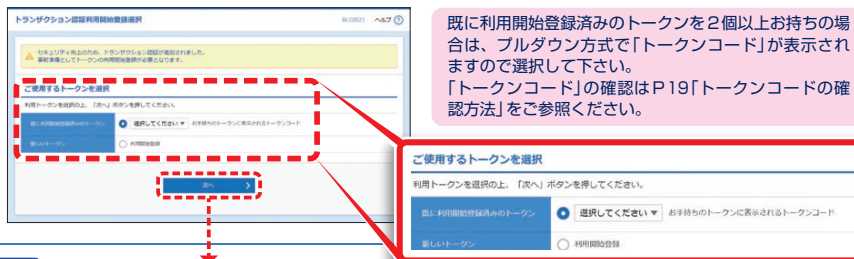 トランザクション認証利用開始登録選択
BLC0021 ヘルプ ?
セキュリティ向上のため、トランザクション認証が追加されました。
事前準備としてトークンの利用開始登録が必要となります。
ご使用するトークンを選択
利用トークンを選択の上、「次へ」ボタンを押してください。
既に利用開始登録済みのトークン 選択してください▼ お手持ちのトークンに表示されるトークンコード
新しいトークン 利用開始登録
次へ >
既に利用開始登録済みのトークンを2個以上お持ちの場
合は、プルダウン方式で「トークンコード」が表示され
ますので選択して下さい。
「トークンコード」の確認はP19「トークンコードの確
認方法」をご参照ください。
ご使用するトークンを選択
利用トークンを選択の上、「次へ」ボタンを押してください。
既に利用開始登録済みのトークン 選択してください▼ お手持ちのトークンに表示されるトークンコード
新しいトークン 利用開始登録